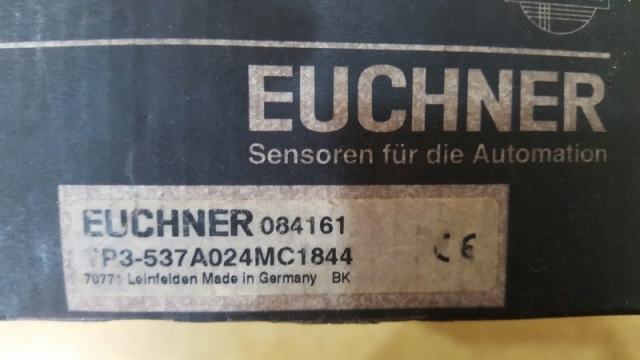 EUCHNER
Sensoren für die Automation
EUCHNER 084161
TP3-537A024MC1844 CE
70771 Leinfelden Made in Germany BK